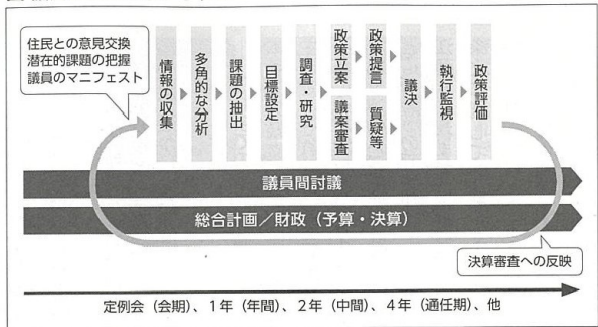 住民との意見交換
潜在的課題の把握
議員のマニフェスト
情報の収集
多角的な分析
課題の抽出
目標設定
調査・研究
政策立案
議案審査
政策提言
質疑等
議決
執行監視
政策評価
議員間討議
総合計画/財政（予算・決算）
決算審査への反映
定例会（会期）、1年（年間）、2年（中間）、4年（通任期）、他